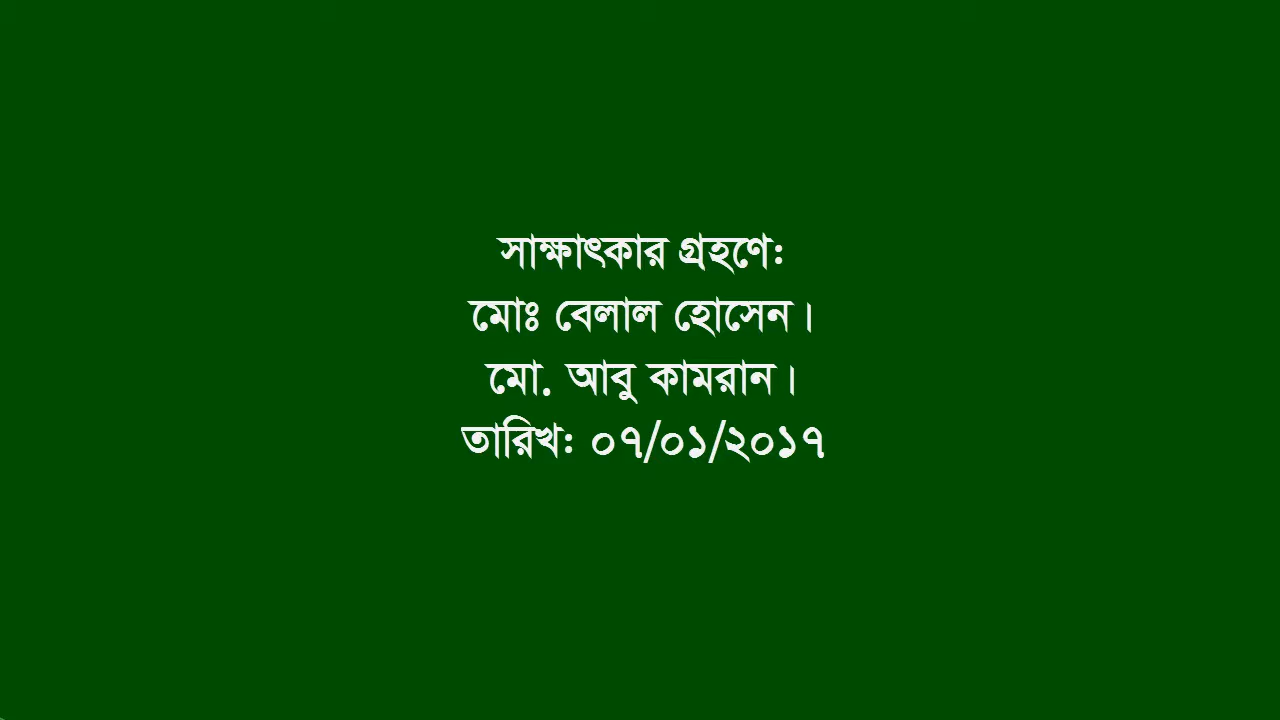 সাক্ষাৎকার গ্রহণে:
মোঃ বেলাল হোসেন।
মো. আবু কামরান।
তারিখ: ০৭/০১/২০১৭